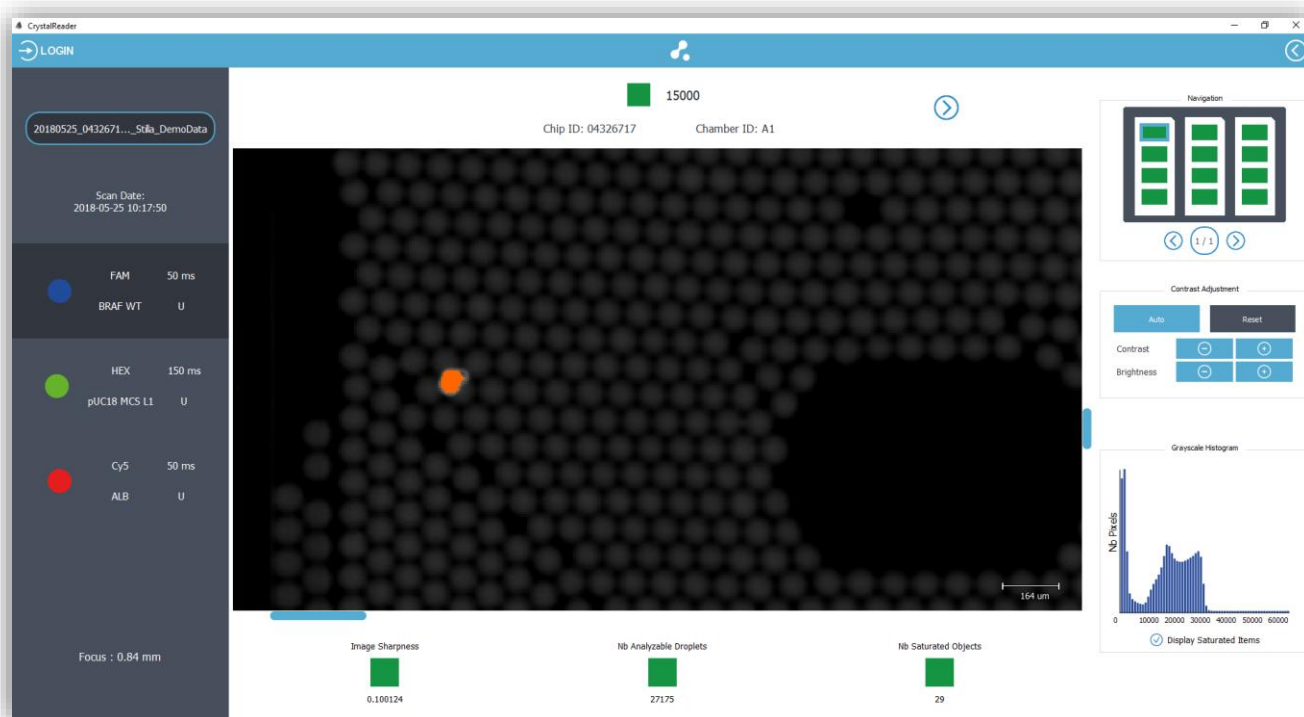 CrystalReader
LOGIN
20180525_0432671..._Stilla_DemoData
Scan Date:
2018-05-25 10:17:50
FAM 50 ms
BRAF WT U
HEX 150 ms
pUC18 MCS L1 U
Cy5 50 ms
ALB U
Focus : 0.84 mm
15000
Chip ID: 04326717 Chamber ID: A1
164 um
Image Sharpness
0.100124
Nb Analyzable Droplets
27175
Nb Saturated Objects
29
Navigation
1 / 1
Contrast Adjustment
Auto Reset
Contrast
Brightness
Grayscale Histogram
Nb Pixels
0 10000 20000 30000 40000 50000 60000
Display Saturated Items